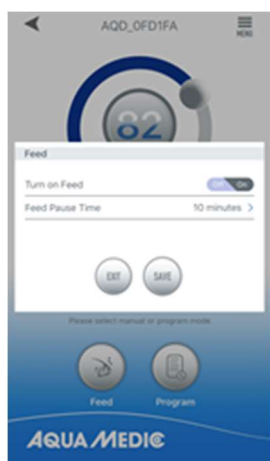 AQD_0FD1FA
MENU
82
Feed
Turn on Feed
Off On
Feed Pause Time 10 minutes >
EXIT SAVE
Please select manual or program mode
Feed Program
AQUA MEDIC